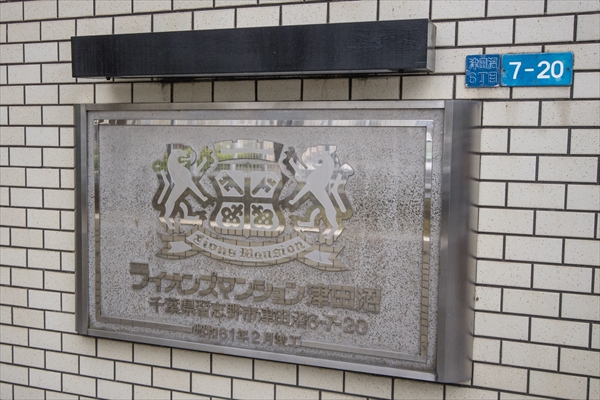 津田沼
6丁目
7-20
Lions Mansion
ライオンズマンション津田沼
千葉県習志野市津田沼6-7-20
昭和61年2月竣工